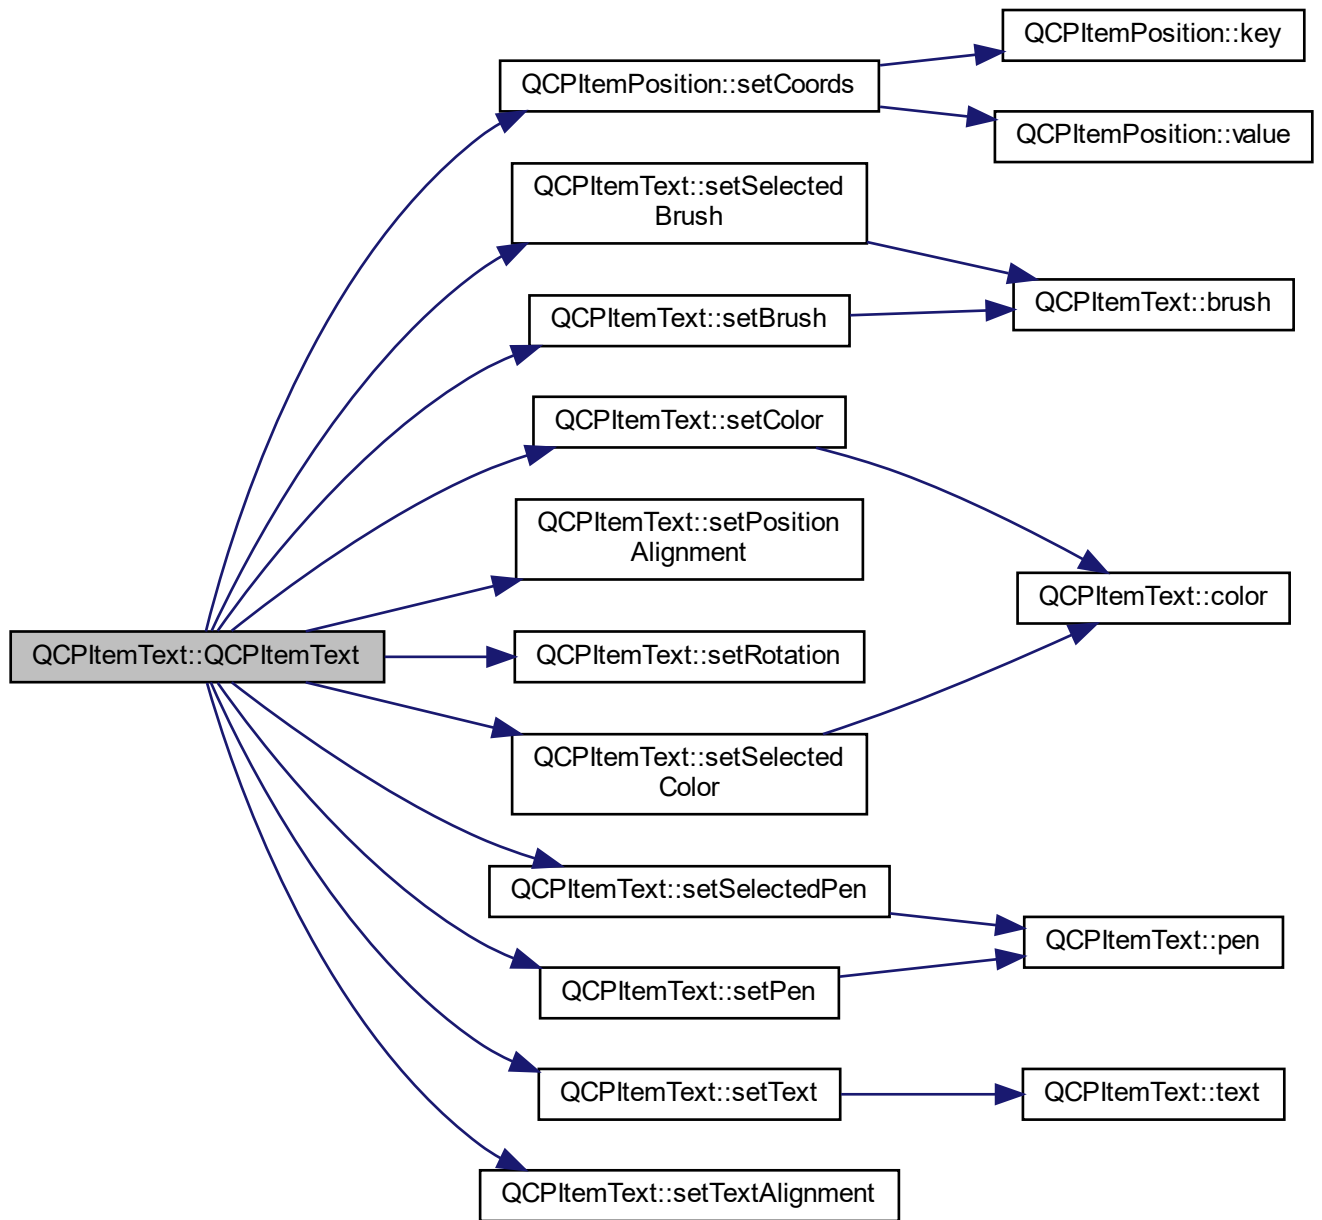 QCPItemText::QCPItemText
QCPItemPosition::setCoords
QCPItemPosition::key
QCPItemPosition::value
QCPItemText::setSelected
Brush
QCPItemText::setBrush
QCPItemText::brush
QCPItemText::setColor
QCPItemText::setPosition
Alignment
QCPItemText::color
QCPItemText::setRotation
QCPItemText::setSelected
Color
QCPItemText::setSelectedPen
QCPItemText::pen
QCPItemText::setPen
QCPItemText::setText
QCPItemText::text
QCPItemText::setTextAlignment